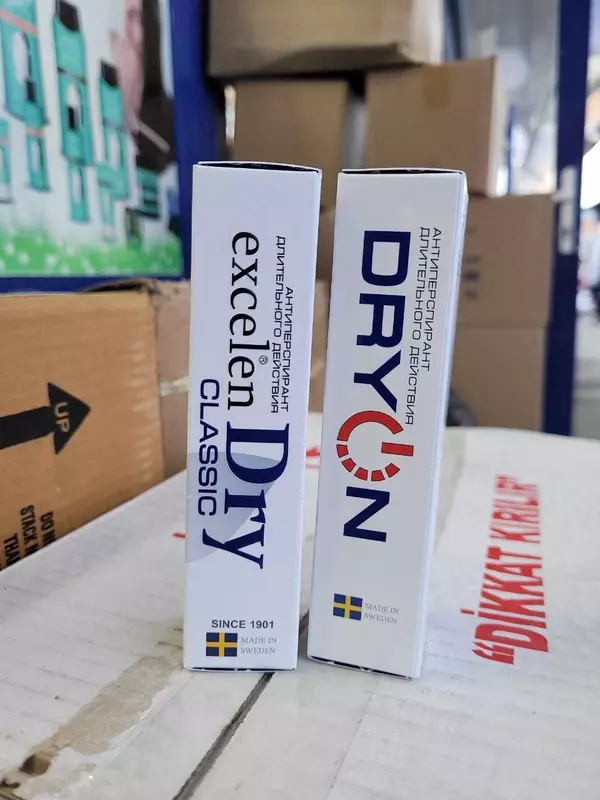 АНТИПЕРСПИРАНТ
ДЛИТЕЛЬНОГО ДЕЙСТВИЯ
excelen®
Dry
CLASSIC
SINCE 1901
MADE IN
SWEDEN
АНТИПЕРСПИРАНТ
ДЛИТЕЛЬНОГО ДЕЙСТВИЯ
DRYON
MADE IN
SWEDEN
UP
"DİKKAT KIRILIR"